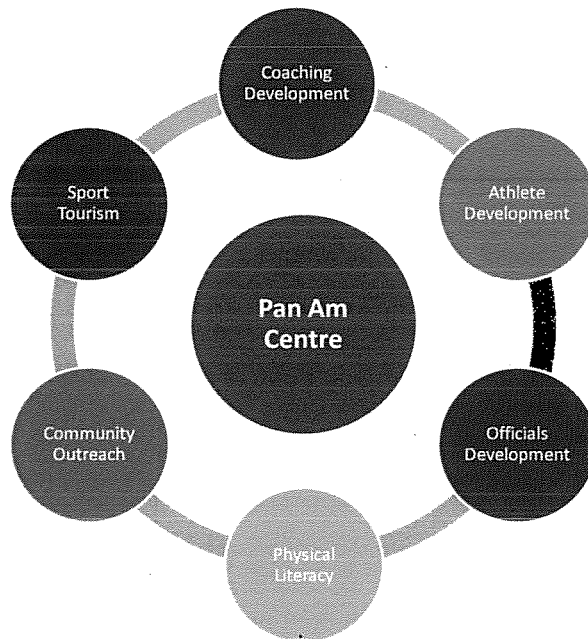 Coaching
Development
Athlete
Development
Officials
Development
Physical
Literacy
Community
Outreach
Sport
Tourism
Pan Am
Centre